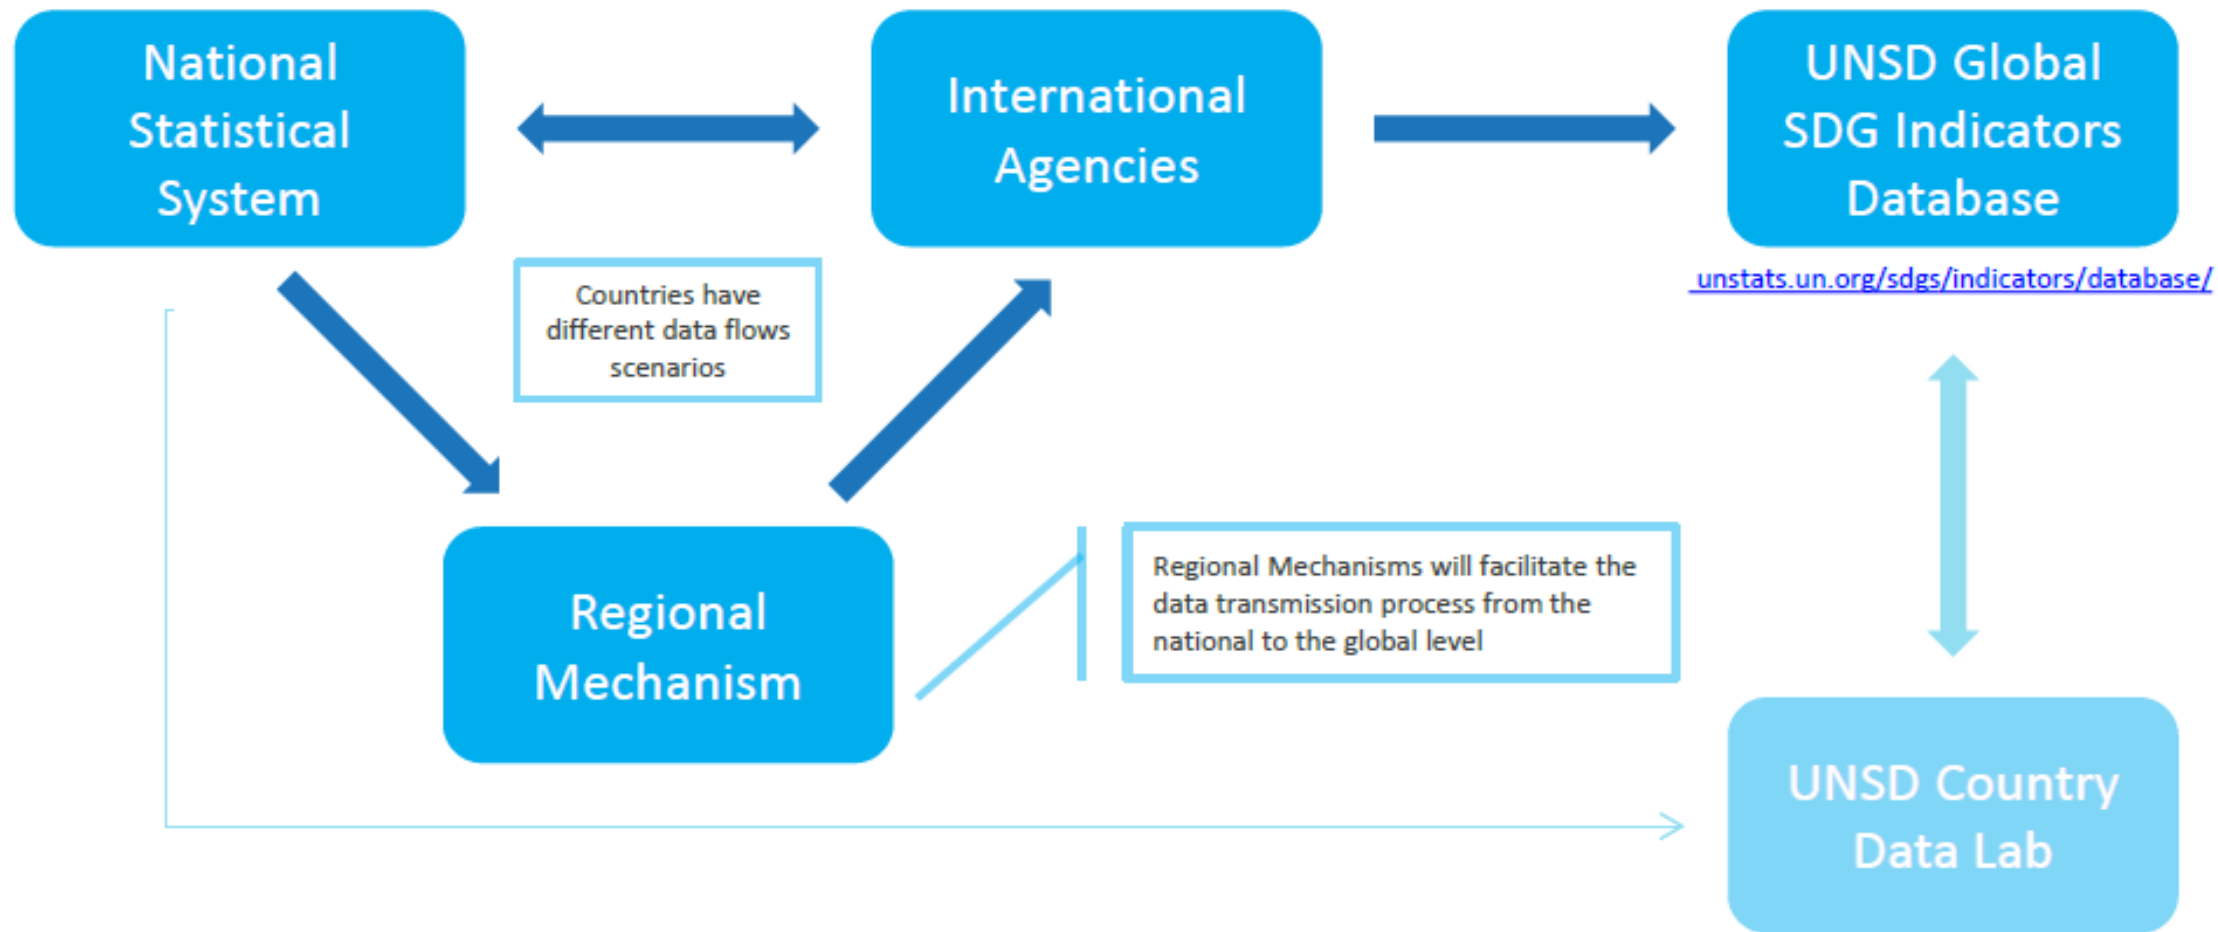 National
Statistical
System
International
Agencies
UNSD Global
SDG Indicators
Database
unstats.un.org/sdgs/indicators/database/
Countries have
different data flows
scenarios
Regional
Mechanism
Regional Mechanisms will facilitate the
data transmission process from the
national to the global level
UNSD Country
Data Lab